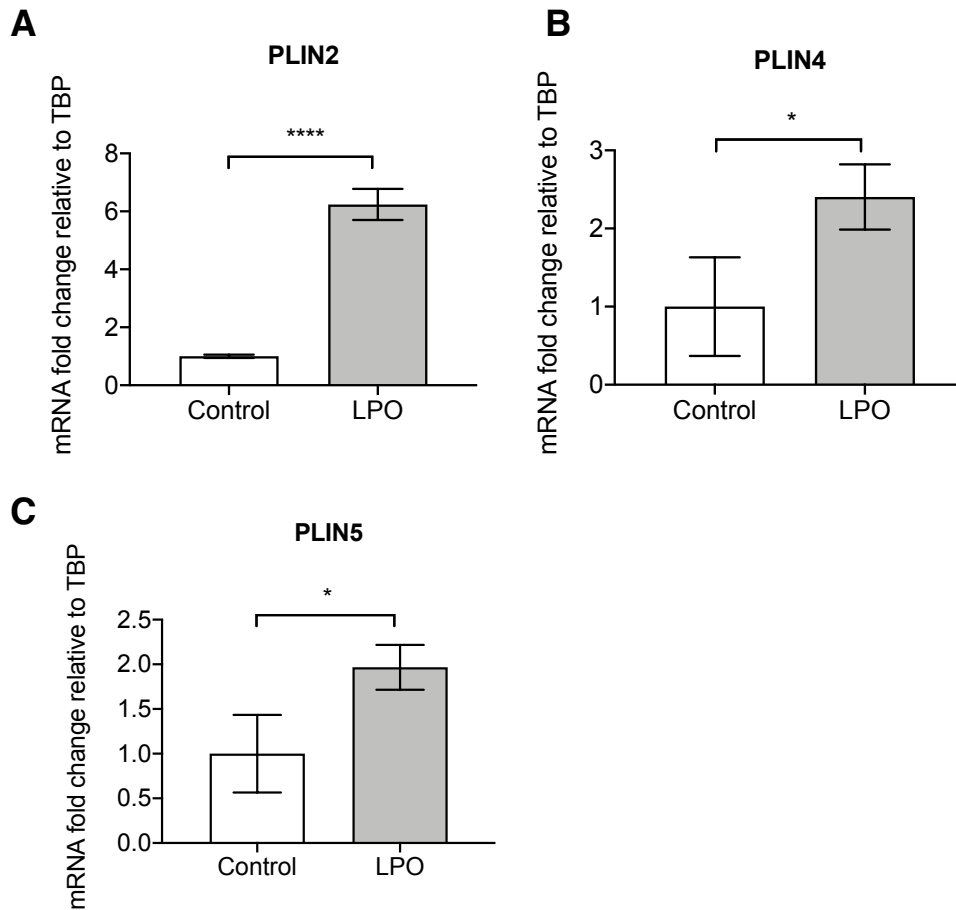 A
PLIN2
mRNA fold change relative to TBP
****
8
6
4
2
0
Control LPO
B
PLIN4
mRNA fold change relative to TBP
*
3
2
1
0
Control LPO
C
PLIN5
mRNA fold change relative to TBP
*
2.5
2.0
1.5
1.0
0.5
0.0
Control LPO